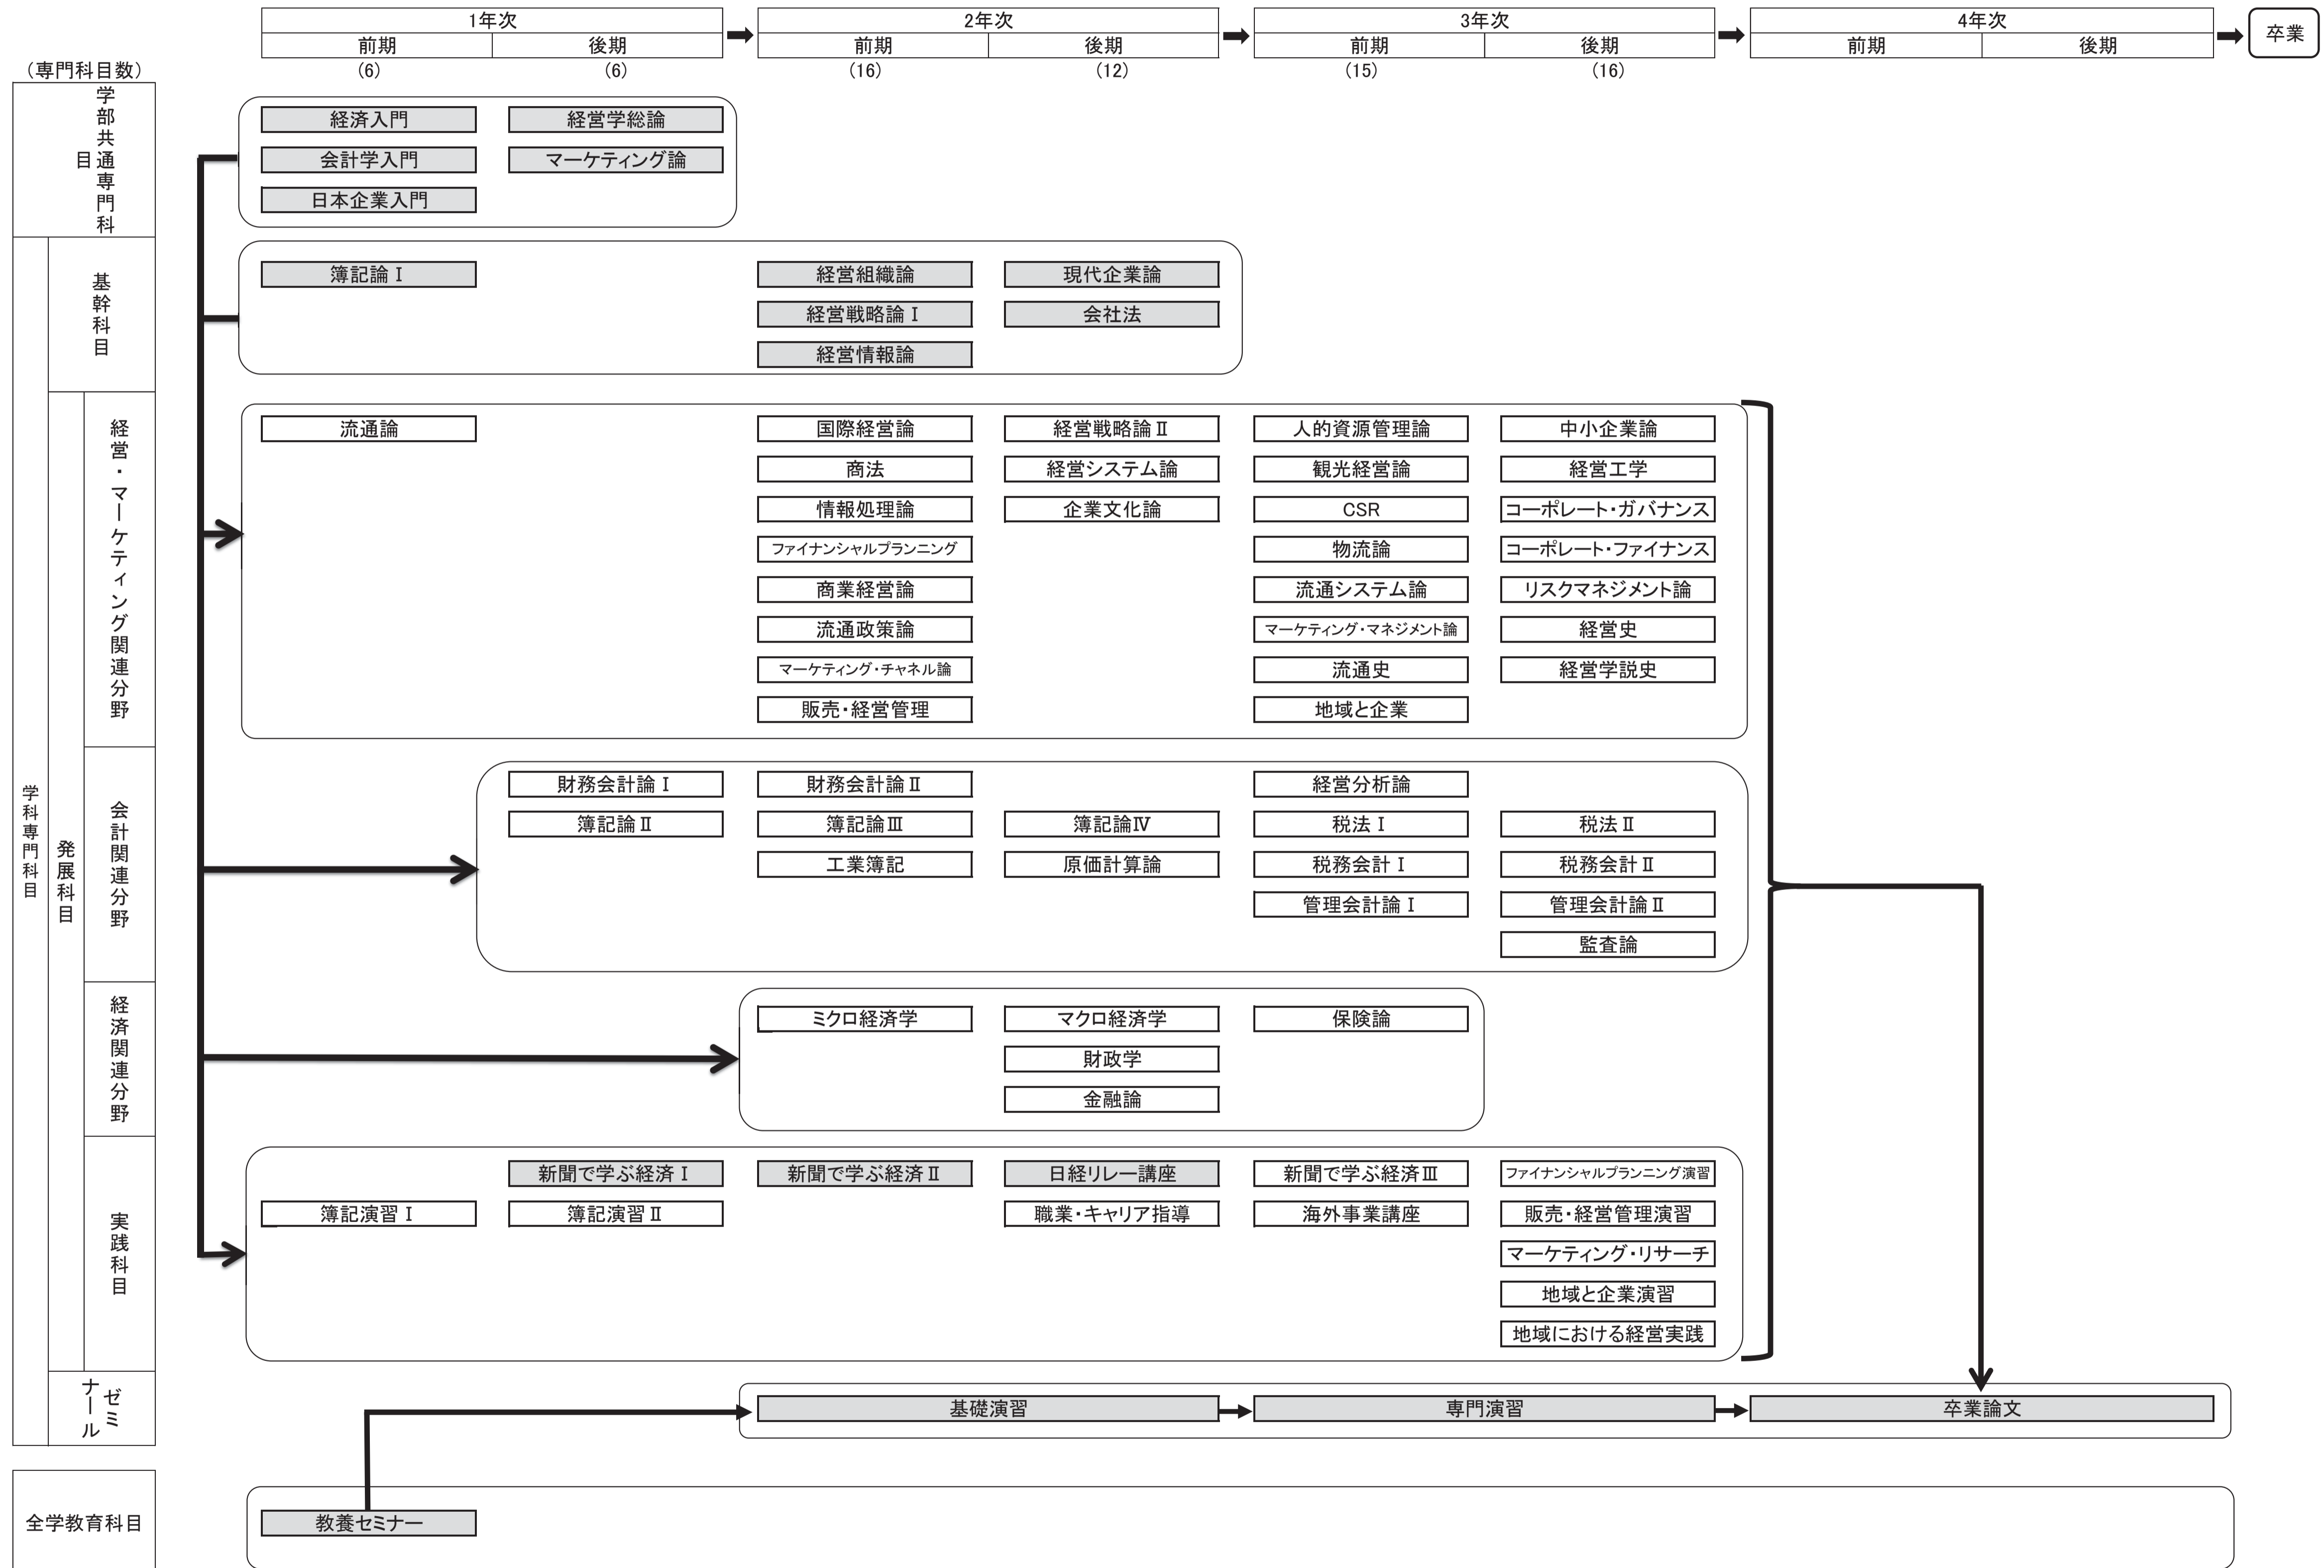 1年次 2年次 3年次 4年次 卒業
前期 後期 前期 後期 前期 後期 前期 後期
(専門科目数) (6) (6) (16) (12) (15) (16)
学部共通専門科目
経済入門 経営学総論
会計学入門 マーケティング論
日本企業入門
学科専門科目
基幹科目
簿記論Ⅰ 経営組織論 現代企業論
経営戦略論Ⅰ 会社法
経営情報論
発展科目
経営・マーケティング関連分野
流通論 国際経営論 経営戦略論Ⅱ 人的資源管理論 中小企業論
商法 経営システム論 観光経営論 経営工学
情報処理論 企業文化論 CSR コーポレート・ガバナンス
ファイナンシャルプランニング 物流論 コーポレート・ファイナンス
商業経営論 流通システム論 リスクマネジメント論
流通政策論 マーケティング・マネジメント論 経営史
マーケティング・チャネル論 流通史 経営学説史
販売・経営管理 地域と企業
会計関連分野
財務会計論Ⅰ 財務会計論Ⅱ 経営分析論
簿記論Ⅱ 簿記論Ⅲ 簿記論Ⅳ 税法Ⅰ 税法Ⅱ
工業簿記 原価計算論 税務会計Ⅰ 税務会計Ⅱ
管理会計論Ⅰ 管理会計論Ⅱ
監査論
経済関連分野
ミクロ経済学 マクロ経済学 保険論
財政学
金融論
実践科目
新聞で学ぶ経済Ⅰ 新聞で学ぶ経済Ⅱ 日経リレー講座 新聞で学ぶ経済Ⅲ ファイナンシャルプランニング演習
簿記演習Ⅰ 簿記演習Ⅱ 職業・キャリア指導 海外事業講座 販売・経営管理演習
マーケティング・リサーチ
地域と企業演習
地域における経営実践
ゼミナール
基礎演習 専門演習 卒業論文
全学教育科目
教養セミナー